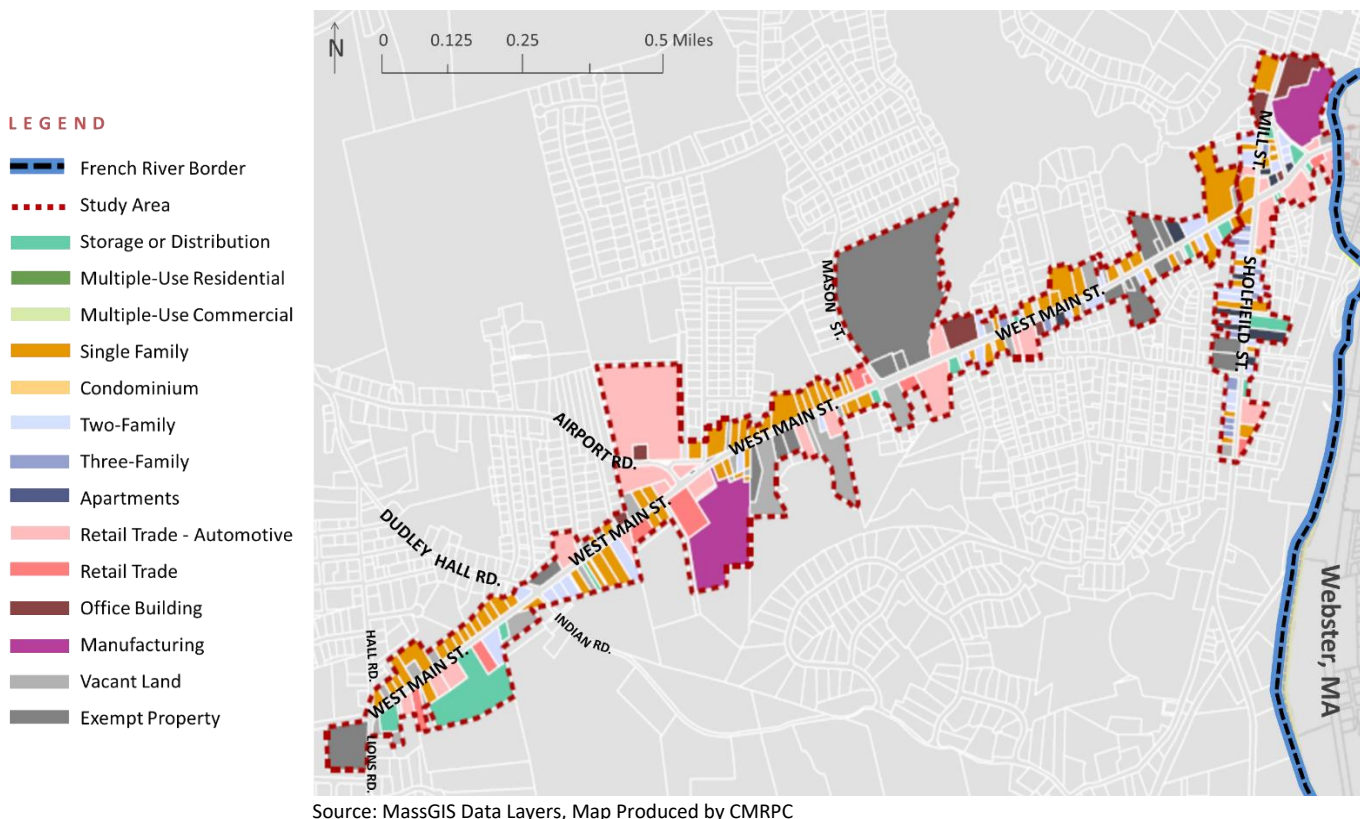 N
0 0.125 0.25 0.5 Miles
LEGEND
French River Border
Study Area
Storage or Distribution
Multiple-Use Residential
Multiple-Use Commercial
Single Family
Condominium
Two-Family
Three-Family
Apartments
Retail Trade - Automotive
Retail Trade
Office Building
Manufacturing
Vacant Land
Exempt Property
MILL ST.
SHOLFIEILD ST.
MASON ST.
WEST MAIN ST.
WEST MAIN ST.
AIRPORT RD.
WEST MAIN ST.
DUDLEY HALL RD.
INDIAN RD.
HALL RD.
WEST MAIN ST.
LIONS RD.
Webster, MA
Source: MassGIS Data Layers, Map Produced by CMRPC